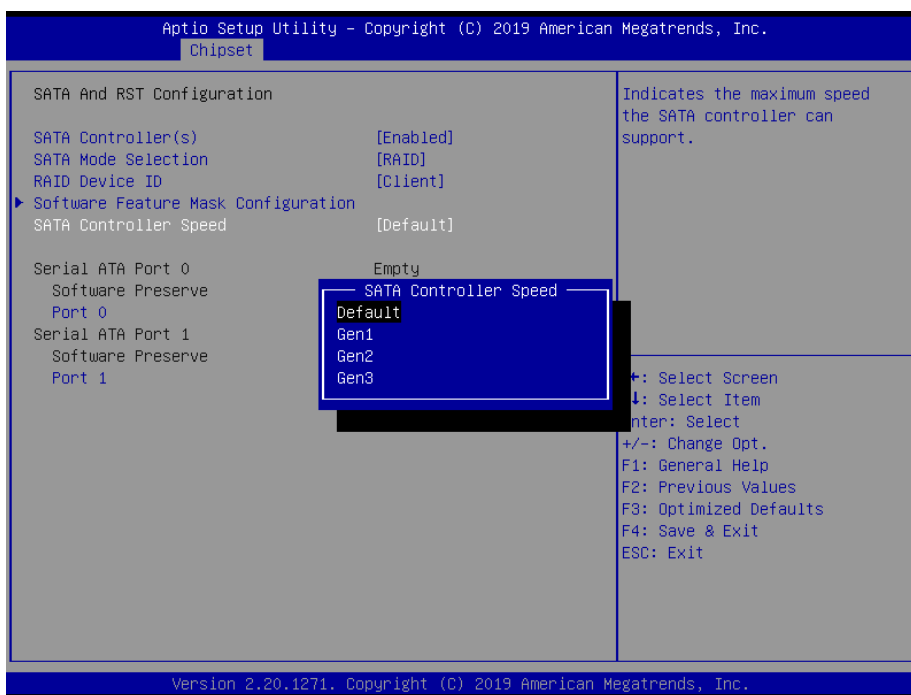 Aptio Setup Utility – Copyright (C) 2019 American Megatrends, Inc.
Chipset
SATA And RST Configuration
SATA Controller(s) [Enabled]
SATA Mode Selection [RAID]
RAID Device ID [Client]
Software Feature Mask Configuration
SATA Controller Speed [Default]
Serial ATA Port 0 Empty
Software Preserve
Port 0
Serial ATA Port 1
Software Preserve
Port 1
SATA Controller Speed
Default
Gen1
Gen2
Gen3
Indicates the maximum speed
the SATA controller can
support.
: Select Screen
: Select Item
nter: Select
+/-: Change Opt.
F1: General Help
F2: Previous Values
F3: Optimized Defaults
F4: Save & Exit
ESC: Exit
Version 2.20.1271. Copyright (C) 2019 American Megatrends, Inc.